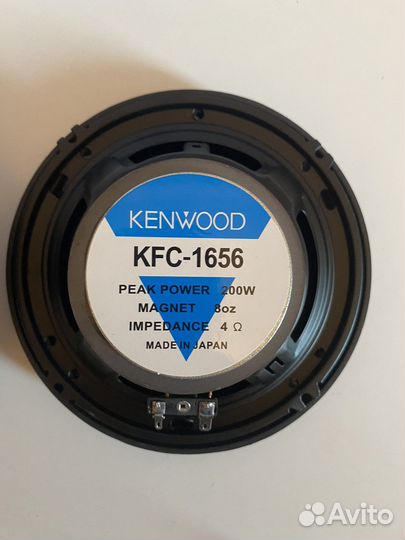 KENWOOD
KFC-1656
PEAK POWER 200W
MAGNET 8oz
IMPEDANCE 4 Ω
MADE IN JAPAN
Avito